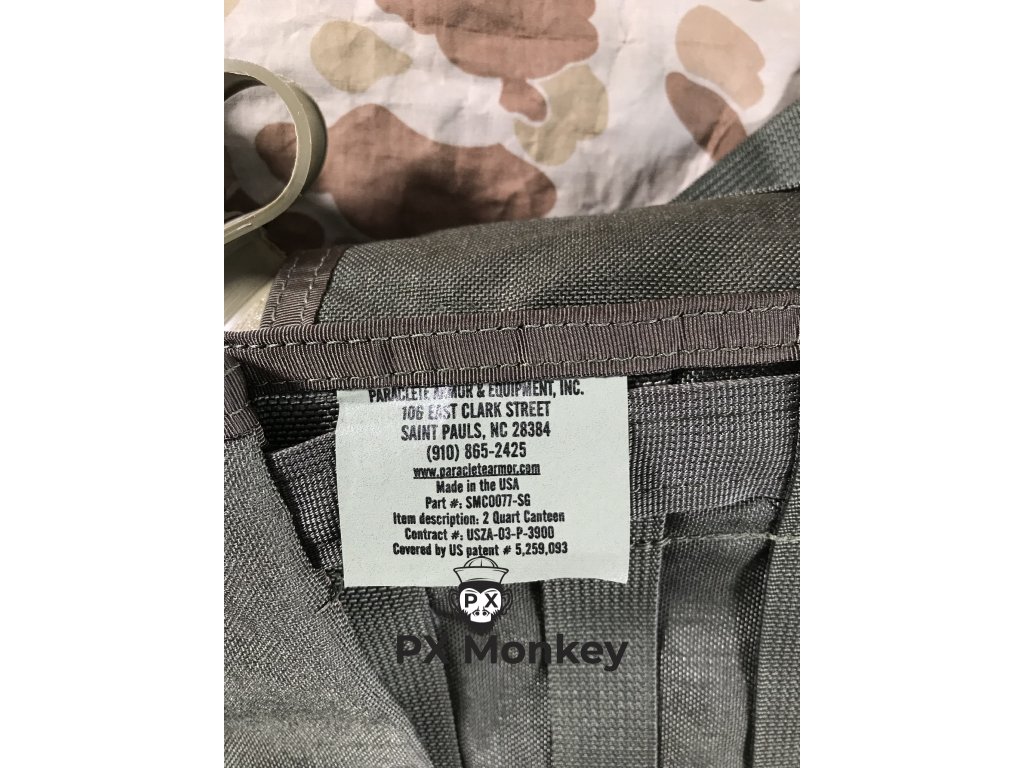 PARACLETE ARMOR & EQUIPMENT, INC.
106 EAST CLARK STREET
SAINT PAULS, NC 28384
(910) 865-2425
www.paracletearmor.com
Made in the USA
Part #: SMC0077-SG
Item description: 2 Quart Canteen
Contract #: USZA-03-P-3900
Covered by US patent # 5,259,093
PX
PX Monkey